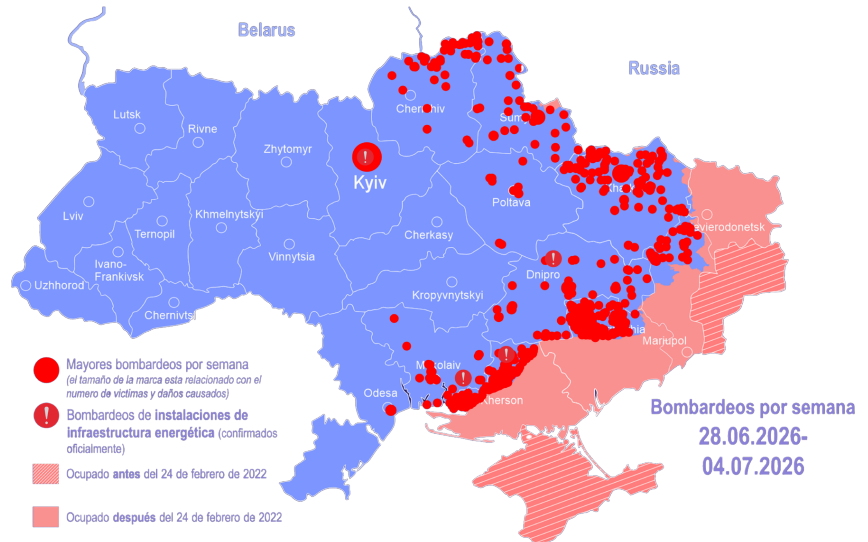 Belarus
Russia
Lutsk
Rivne
Zhytomyr
Kyiv
Sum
Lviv
Ternopil
Khmelnytskyi
Vinnytsia
Cherkasy
Poltava
Kha
vierodonetsk
Ivano-
Frankivsk
Uzhhorod
Chernivtsi
Kropyvnytskyi
Dnipro
Mariupol
Odesa
Kherson
Mayores bombardeos por semana
(el tamaño de la marca esta relacionado con el
numero de victimas y daños causados)
Bombardeos de instalaciones de
infraestructura energética (confirmados
oficialmente)
Ocupado antes del 24 de febrero de 2022
Ocupado después del 24 de febrero de 2022
Bombardeos por semana
28.06.2026-
04.07.2026